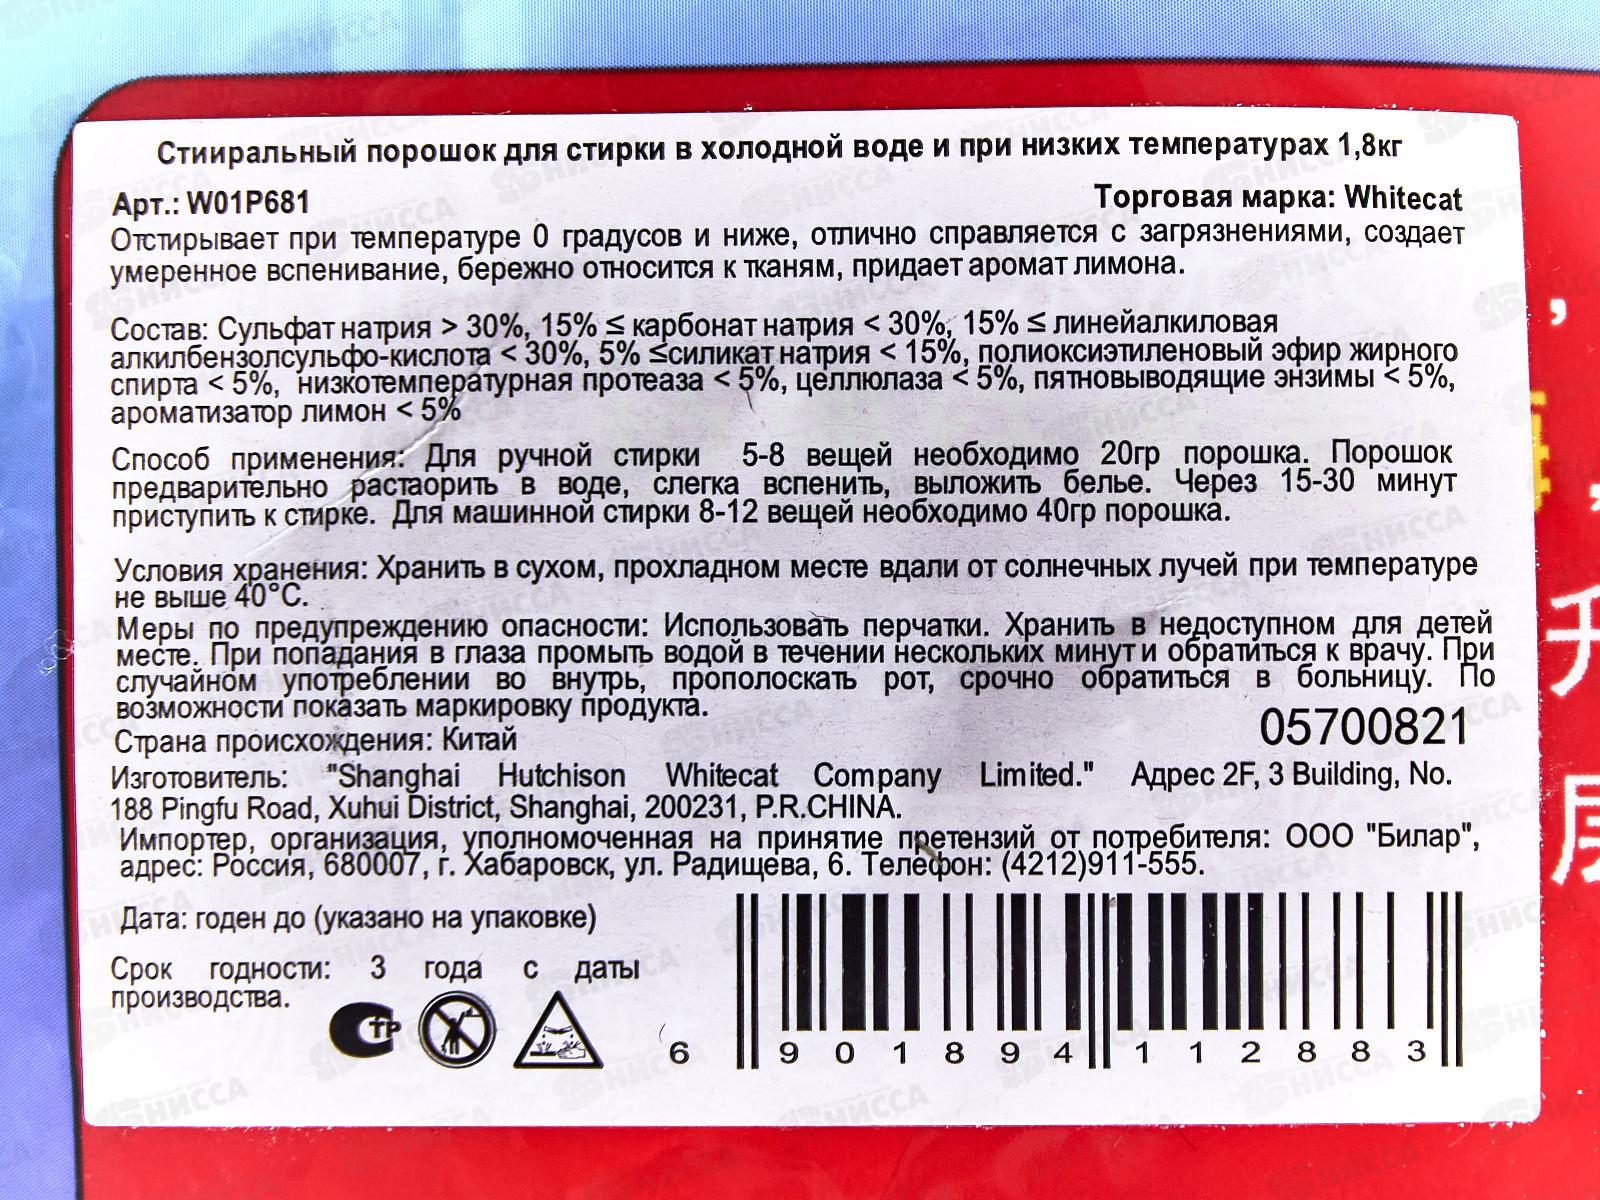 Стииральный порошок для стирки в холодной воде и при низких температурах 1,8кг
Арт.: W01P681 Торговая марка: Whitecat
Отстирывает при температуре 0 градусов и ниже, отлично справляется с загрязнениями, создает
умеренное вспенивание, бережно относится к тканям, придает аромат лимона.
Состав: Сульфат натрия > 30%, 15% ≤ карбонат натрия < 30%, 15% ≤ линейалкиловая
алкилбензолсульфо-кислота < 30%, 5% ≤силикат натрия < 15%, полиоксиэтиленовый эфир жирного
спирта < 5%, низкотемпературная протеаза < 5%, целлюлаза < 5%, пятновыводящие энзимы < 5%,
ароматизатор лимон < 5%
Способ применения: Для ручной стирки 5-8 вещей необходимо 20гр порошка. Порошок
предварительно растаорить в воде, слегка вспенить, выложить белье. Через 15-30 минут
приступить к стирке. Для машинной стирки 8-12 вещей необходимо 40гр порошка.
Условия хранения: Хранить в сухом, прохладном месте вдали от солнечных лучей при температуре
не выше 40°C.
Меры по предупреждению опасности: Использовать перчатки. Хранить в недоступном для детей
месте. При попадания в глаза промыть водой в течении нескольких минут и обратиться к врачу. При
случайном употреблении во внутрь, прополоскать рот, срочно обратиться в больницу. По
возможности показать маркировку продукта.
05700821
Страна происхождения: Китай
Изготовитель: "Shanghai Hutchison Whitecat Company Limited." Адрес 2F, 3 Building, No.
188 Pingfu Road, Xuhui District, Shanghai, 200231, P.R.CHINA.
Импортер, организация, уполномоченная на принятие претензий от потребителя: ООО "Билар",
адрес: Россия, 680007, г. Хабаровск, ул. Радищева, 6. Телефон: (4212)911-555.
Дата: годен до (указано на упаковке)
Срок годности: 3 года с даты
производства.
СТР
6 901894 112883